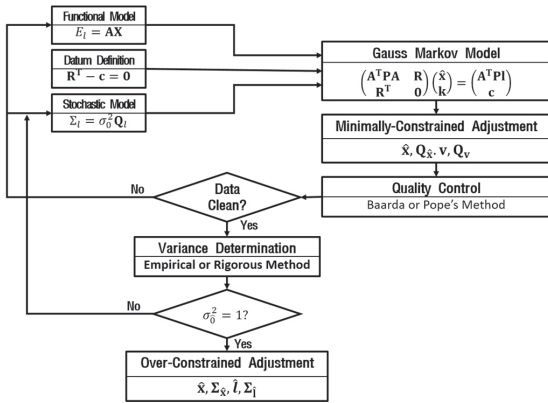 Functional Model
E_l = AX
Datum Definition
R^T − c = 0
Stochastic Model
Σ_l = σ_0^2 Q_l
Gauss Markov Model
(A^T PA R
R^T 0) (x̂
k) = (A^T Pl
c)
Minimally-Constrained Adjustment
x̂, Q_x̂. v, Q_v
Quality Control
Baarda or Pope's Method
No
Data
Clean?
Yes
Variance Determination
Empirical or Rigorous Method
No
σ_0^2 = 1?
Yes
Over-Constrained Adjustment
x̂, Σ_x̂, l̂, Σ_l̂